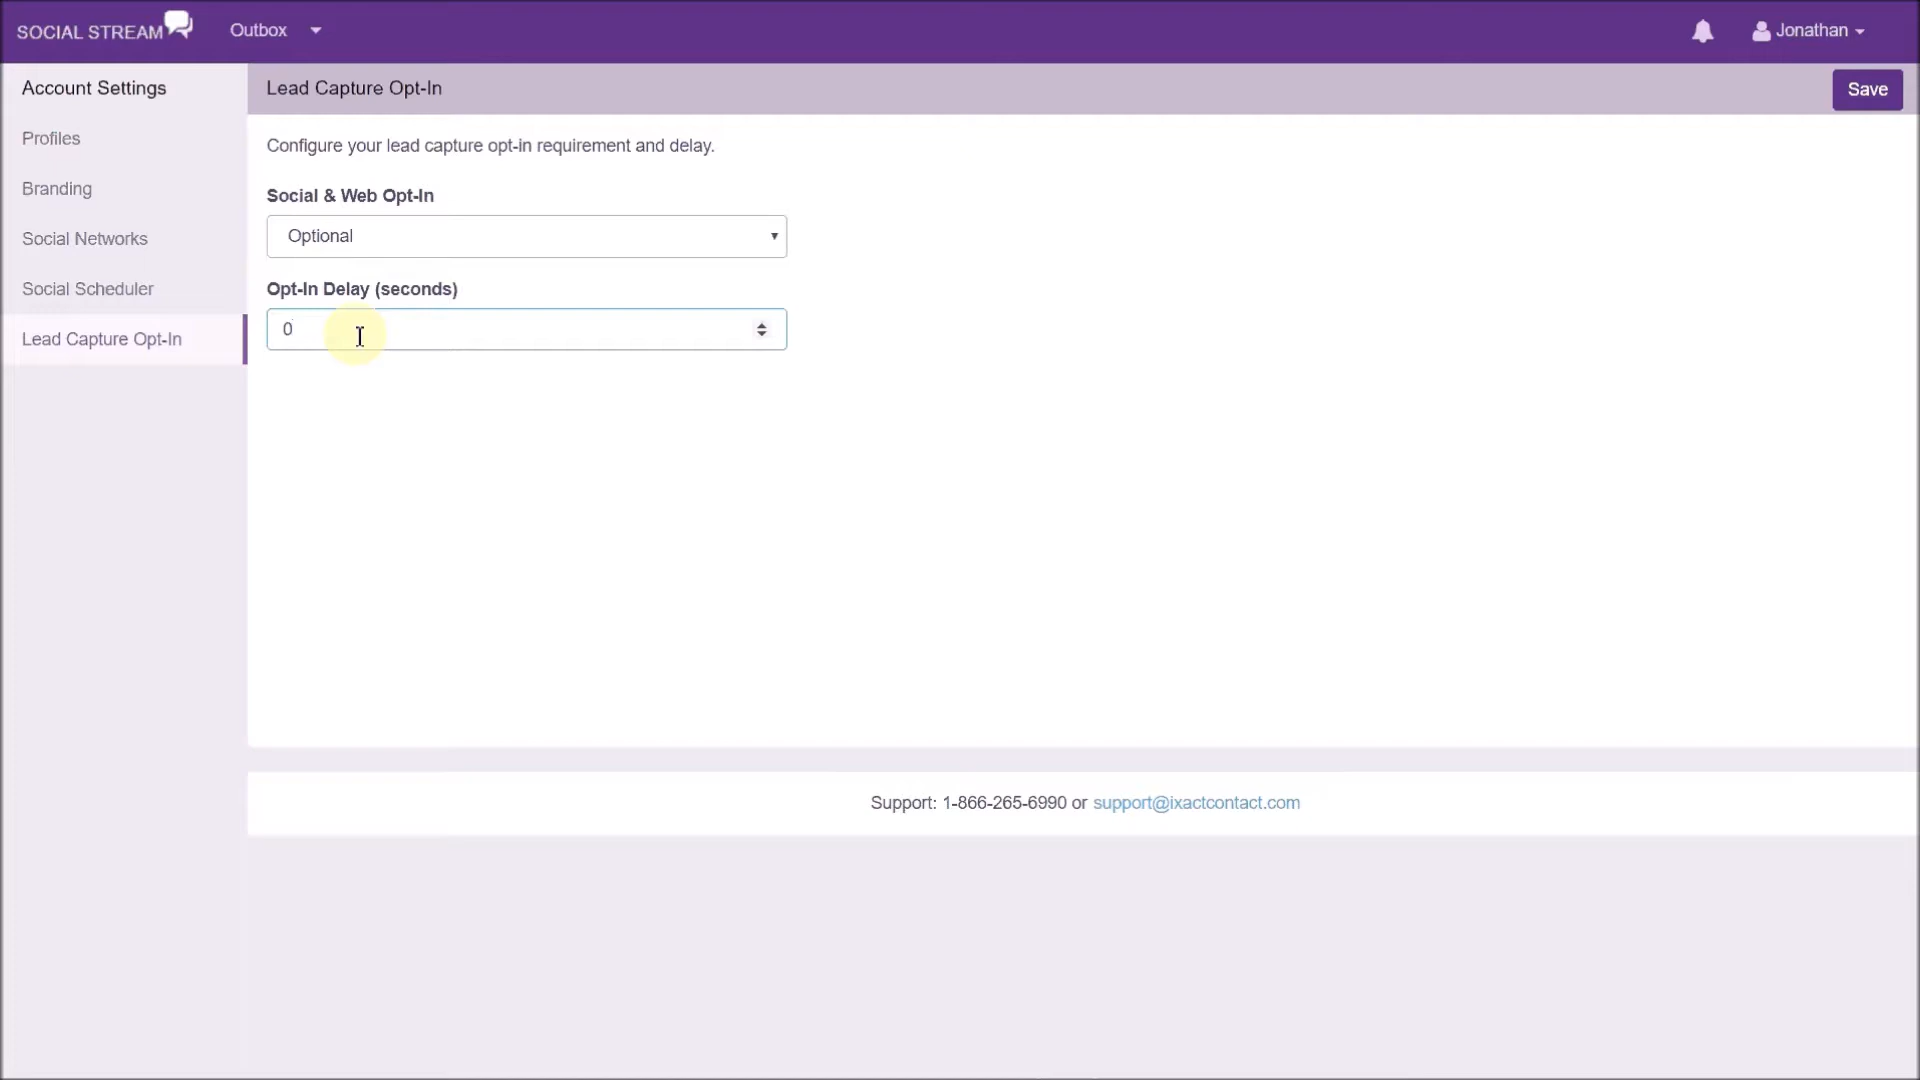 SOCIAL STREAM
Outbox
Jonathan
Account Settings
Profiles
Branding
Social Networks
Social Scheduler
Lead Capture Opt-In
Lead Capture Opt-In
Save
Configure your lead capture opt-in requirement and delay.
Social & Web Opt-In
Optional
Opt-In Delay (seconds)
0
Support: 1-866-265-6990 or support@ixactcontact.com